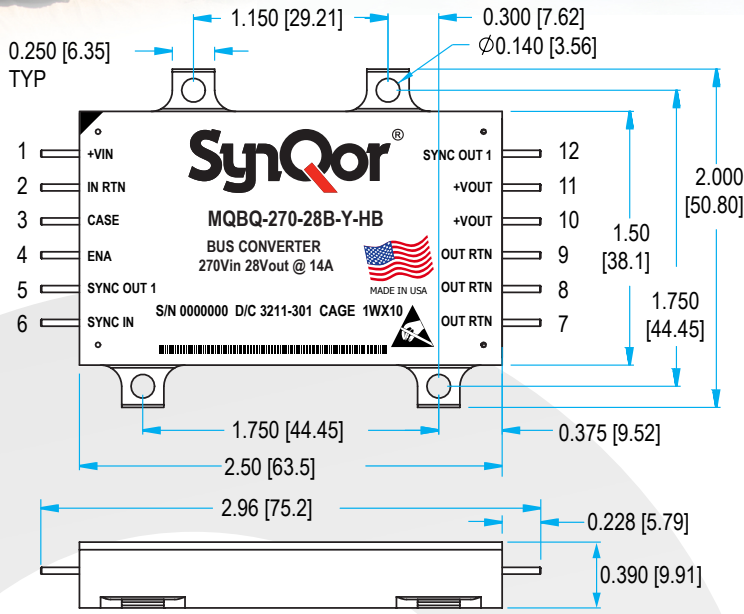 1.150 [29.21]
0.300 [7.62]
0.250 [6.35]
TYP
∅0.140 [3.56]
SynQor®
1 +VIN
2 IN RTN
3 CASE
4 ENA
5 SYNC OUT 1
6 SYNC IN
MQBQ-270-28B-Y-HB
BUS CONVERTER
270Vin 28Vout @ 14A
MADE IN USA
S/N 0000000 D/C 3211-301 CAGE 1WX10
SYNC OUT 1 12
+VOUT 11
+VOUT 10
OUT RTN 9
OUT RTN 8
OUT RTN 7
2.000
[50.80]
1.50
[38.1]
1.750
[44.45]
1.750 [44.45]
0.375 [9.52]
2.50 [63.5]
2.96 [75.2]
0.228 [5.79]
0.390 [9.91]